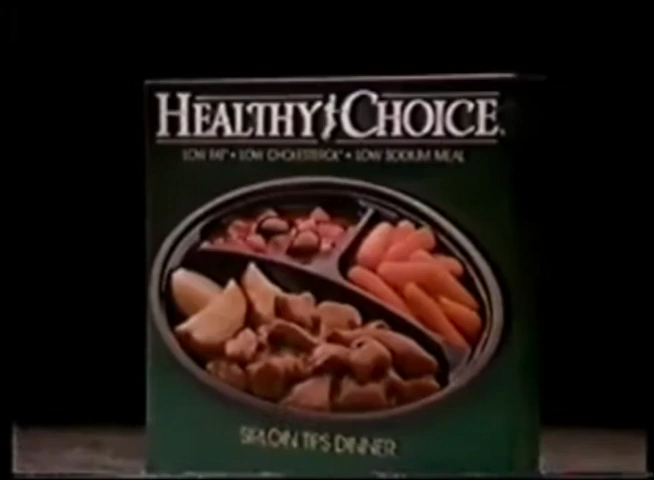 HEALTHY CHOICE
LOW FAT • LOW CHOLESTEROL • LOW SODIUM MEAL
SIRLOIN TIPS DINNER